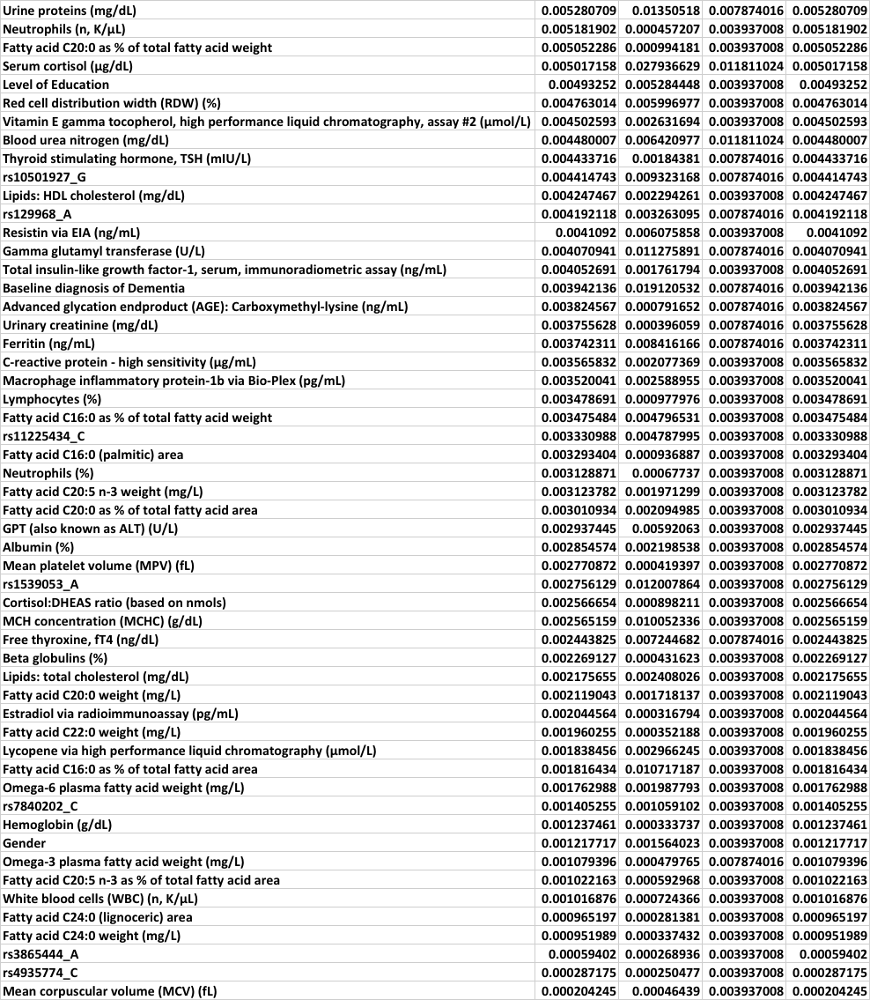 Urine proteins (mg/dL) 0.005280709 0.01350518 0.007874016 0.005280709
Neutrophils (n, K/µL) 0.005181902 0.000457207 0.003937008 0.005181902
Fatty acid C20:0 as % of total fatty acid weight 0.005052286 0.000994181 0.003937008 0.005052286
Serum cortisol (µg/dL) 0.005017158 0.027936629 0.011811024 0.005017158
Level of Education 0.00493252 0.005284448 0.003937008 0.00493252
Red cell distribution width (RDW) (%) 0.004763014 0.005996977 0.003937008 0.004763014
Vitamin E gamma tocopherol, high performance liquid chromatography, assay #2 (µmol/L) 0.004502593 0.002631694 0.003937008 0.004502593
Blood urea nitrogen (mg/dL) 0.004480007 0.006420977 0.011811024 0.004480007
Thyroid stimulating hormone, TSH (mIU/L) 0.004433716 0.00184381 0.007874016 0.004433716
rs10501927_G 0.004414743 0.009323168 0.007874016 0.004414743
Lipids: HDL cholesterol (mg/dL) 0.004247467 0.002294261 0.003937008 0.004247467
rs129968_A 0.004192118 0.003263095 0.007874016 0.004192118
Resistin via EIA (ng/mL) 0.0041092 0.006075858 0.003937008 0.0041092
Gamma glutamyl transferase (U/L) 0.004070941 0.011275891 0.007874016 0.004070941
Total insulin-like growth factor-1, serum, immunoradiometric assay (ng/mL) 0.004052691 0.001761794 0.003937008 0.004052691
Baseline diagnosis of Dementia 0.003942136 0.019120532 0.007874016 0.003942136
Advanced glycation endproduct (AGE): Carboxymethyl-lysine (ng/mL) 0.003824567 0.000791652 0.007874016 0.003824567
Urinary creatinine (mg/dL) 0.003755628 0.000396059 0.007874016 0.003755628
Ferritin (ng/mL) 0.003742311 0.008416166 0.007874016 0.003742311
C-reactive protein - high sensitivity (µg/mL) 0.003565832 0.002077369 0.003937008 0.003565832
Macrophage inflammatory protein-1b via Bio-Plex (pg/mL) 0.003520041 0.002588955 0.003937008 0.003520041
Lymphocytes (%) 0.003478691 0.000977976 0.003937008 0.003478691
Fatty acid C16:0 as % of total fatty acid weight 0.003475484 0.004796531 0.003937008 0.003475484
rs11225434_C 0.003330988 0.004787995 0.003937008 0.003330988
Fatty acid C16:0 (palmitic) area 0.003293404 0.000936887 0.003937008 0.003293404
Neutrophils (%) 0.003128871 0.00067737 0.003937008 0.003128871
Fatty acid C20:5 n-3 weight (mg/L) 0.003123782 0.001971299 0.003937008 0.003123782
Fatty acid C20:0 as % of total fatty acid area 0.003010934 0.002094985 0.003937008 0.003010934
GPT (also known as ALT) (U/L) 0.002937445 0.00592063 0.003937008 0.002937445
Albumin (%) 0.002854574 0.002198538 0.003937008 0.002854574
Mean platelet volume (MPV) (fL) 0.002770872 0.000419397 0.003937008 0.002770872
rs1539053_A 0.002756129 0.012007864 0.003937008 0.002756129
Cortisol:DHEAS ratio (based on nmols) 0.002566654 0.000898211 0.003937008 0.002566654
MCH concentration (MCHC) (g/dL) 0.002565159 0.010052336 0.003937008 0.002565159
Free thyroxine, fT4 (ng/dL) 0.002443825 0.007244682 0.007874016 0.002443825
Beta globulins (%) 0.002269127 0.000431623 0.003937008 0.002269127
Lipids: total cholesterol (mg/dL) 0.002175655 0.002408026 0.003937008 0.002175655
Fatty acid C20:0 weight (mg/L) 0.002119043 0.001718137 0.003937008 0.002119043
Estradiol via radioimmunoassay (pg/mL) 0.002044564 0.000316794 0.003937008 0.002044564
Fatty acid C22:0 weight (mg/L) 0.001960255 0.000352188 0.003937008 0.001960255
Lycopene via high performance liquid chromatography (µmol/L) 0.001838456 0.002966245 0.003937008 0.001838456
Fatty acid C16:0 as % of total fatty acid area 0.001816434 0.010717187 0.003937008 0.001816434
Omega-6 plasma fatty acid weight (mg/L) 0.001762988 0.001987793 0.003937008 0.001762988
rs7840202_C 0.001405255 0.001059102 0.003937008 0.001405255
Hemoglobin (g/dL) 0.001237461 0.000333737 0.003937008 0.001237461
Gender 0.001217717 0.001564023 0.003937008 0.001217717
Omega-3 plasma fatty acid weight (mg/L) 0.001079396 0.000479765 0.007874016 0.001079396
Fatty acid C20:5 n-3 as % of total fatty acid area 0.001022163 0.000592968 0.003937008 0.001022163
White blood cells (WBC) (n, K/µL) 0.001016876 0.000724366 0.003937008 0.001016876
Fatty acid C24:0 (lignoceric) area 0.000965197 0.000281381 0.003937008 0.000965197
Fatty acid C24:0 weight (mg/L) 0.000951989 0.000337432 0.003937008 0.000951989
rs3865444_A 0.00059402 0.000268936 0.003937008 0.00059402
rs4935774_C 0.000287175 0.000250477 0.003937008 0.000287175
Mean corpuscular volume (MCV) (fL) 0.000204245 0.00046439 0.003937008 0.000204245